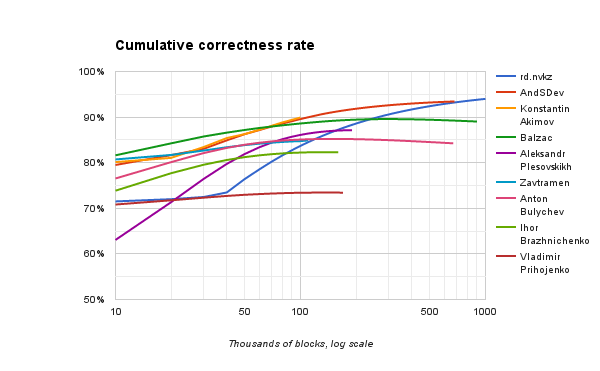 Cumulative correctness rate
100%
90%
80%
70%
60%
50%
10
50
100
500
1000
Thousands of blocks, log scale
rd.nvkz
AndSDev
Konstantin
Akimov
Balzac
Aleksandr
Plesovskikh
Zavtramen
Anton
Bulychev
Ihor
Brazhnichenko
Vladimir
Prihojenko